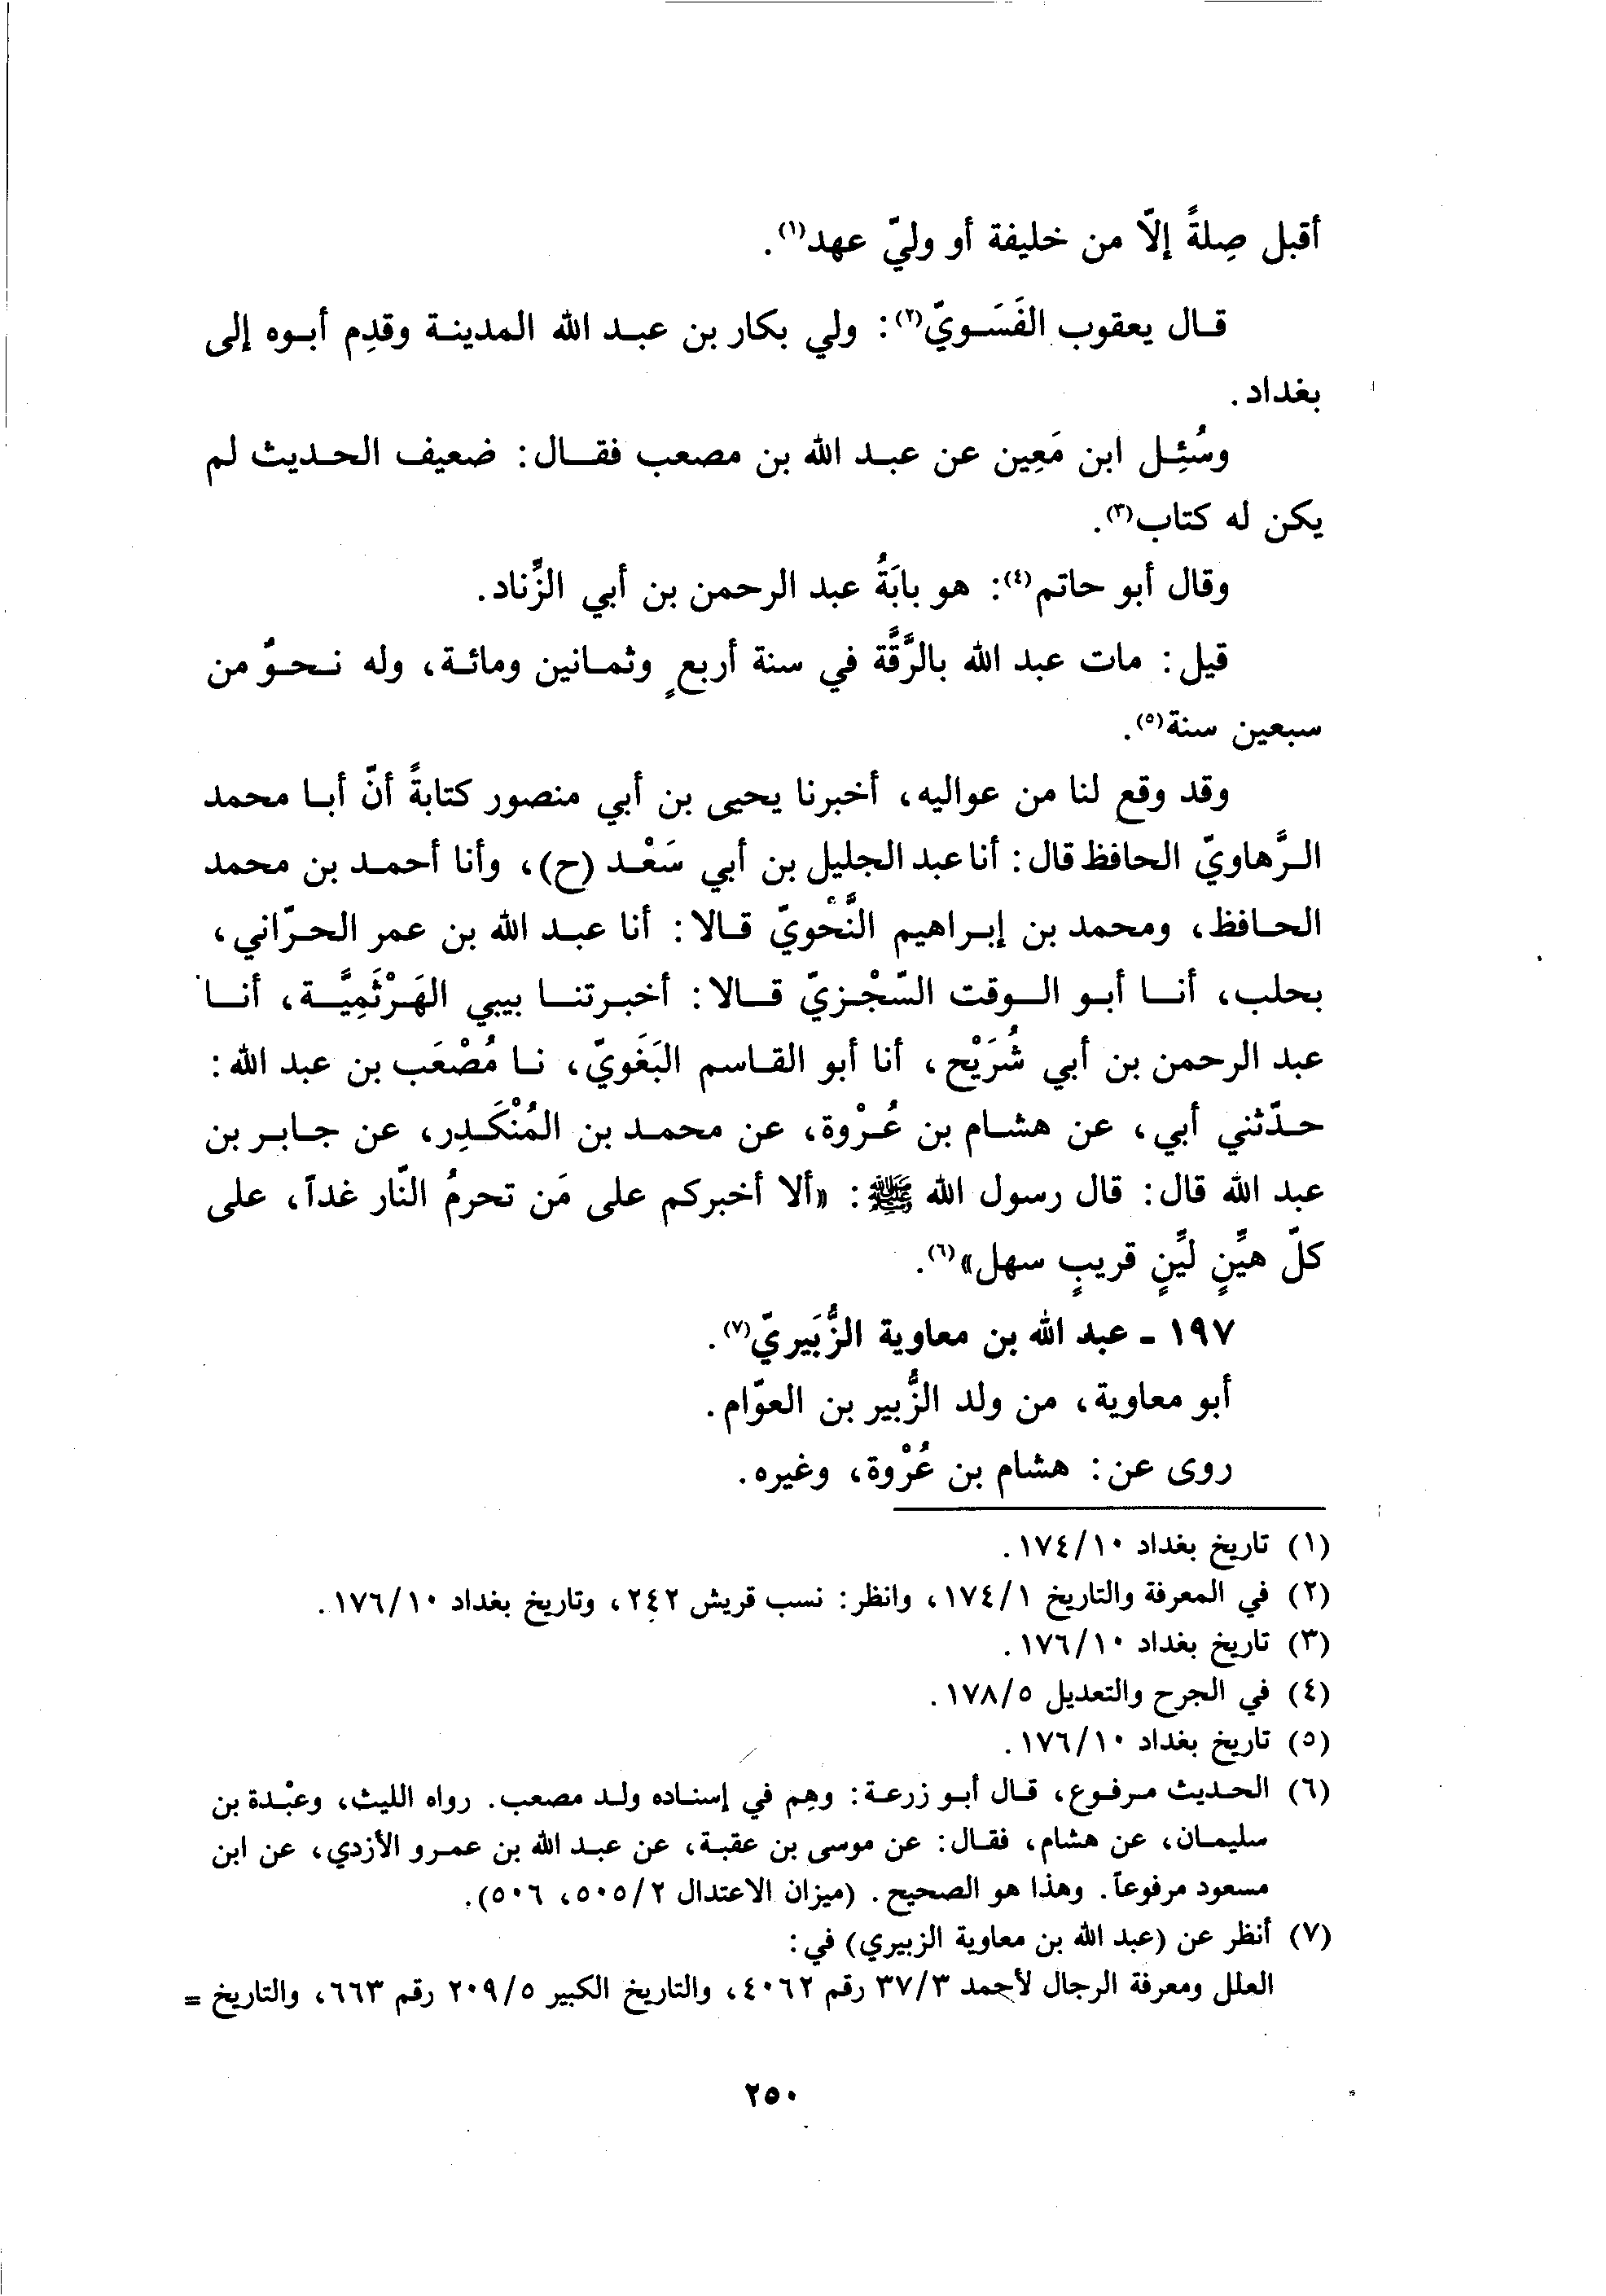 أقبل صِلةً إلّا من خليفة أو وليّ عهد(١).
قال يعقوب الفَسَويّ(٢): ولي بكار بن عبد الله المدينة وقدِم أبوه إلى
بغداد.
وسُئِل ابن مَعِين عن عبد الله بن مصعب فقال: ضعيف الحديث لم
يكن له كتاب(٣).
وقال أبو حاتم(٤): هو بابَةُ عبد الرحمن بن أبي الزِّناد.
قيل: مات عبد الله بالرَّقَّة في سنة أربعٍ وثمانين ومائة، وله نحوٌ من
سبعين سنة(٥).
وقد وقع لنا من عواليه، أخبرنا يحيى بن أبي منصور كتابةً أنّ أبا محمد
الرَّهاويّ الحافظ قال: أنا عبد الجليل بن أبي سَعْد (ح)، وأنا أحمد بن محمد
الحافظ، ومحمد بن إبراهيم النَّحْويّ قالا: أنا عبد الله بن عمر الحرّاني،
بحلب، أنا أبو الوقت السّجْزيّ قالا: أخبرتنا بيبي الهَرْثَمِيَّة، أنا
عبد الرحمن بن أبي شُرَيْح، أنا أبو القاسم البَغَويّ، نا مُصْعَب بن عبد الله:
حدّثني أبي، عن هشام بن عُرْوة، عن محمد بن المُنْكَدِر، عن جابر بن
عبد الله قال: قال رسول الله ﷺ: «ألا أخبركم على مَن تحرمُ النّار غداً، على
كلّ هيِّنٍ ليِّنٍ قريبٍ سهل»(٦).
١٩٧ - عبد الله بن معاوية الزُّبَيريّ(٧).
أبو معاوية، من ولد الزُّبير بن العوّام.
روى عن: هشام بن عُرْوة، وغيره.
(١) تاريخ بغداد ١٧٤/١٠.
(٢) في المعرفة والتاريخ ١٧٤/١، وانظر: نسب قريش ٢٤٢، وتاريخ بغداد ١٧٦/١٠.
(٣) تاريخ بغداد ١٧٦/١٠.
(٤) في الجرح والتعديل ١٧٨/٥.
(٥) تاريخ بغداد ١٧٦/١٠.
(٦) الحديث مرفوع، قال أبو زرعة: وهِم في إسناده ولد مصعب. رواه الليث، وعبْدة بن
سليمان، عن هشام، فقال: عن موسى بن عقبة، عن عبد الله بن عمرو الأزدي، عن ابن
مسعود مرفوعاً. وهذا هو الصحيح. (ميزان الاعتدال ٥٠٥/٢، ٥٠٦).
(٧) أنظر عن (عبد الله بن معاوية الزبيري) في:
العلل ومعرفة الرجال لأحمد ٣٧/٣ رقم ٤٠٦٢، والتاريخ الكبير ٢٠٩/٥ رقم ٦٦٣، والتاريخ =
٢٥٠